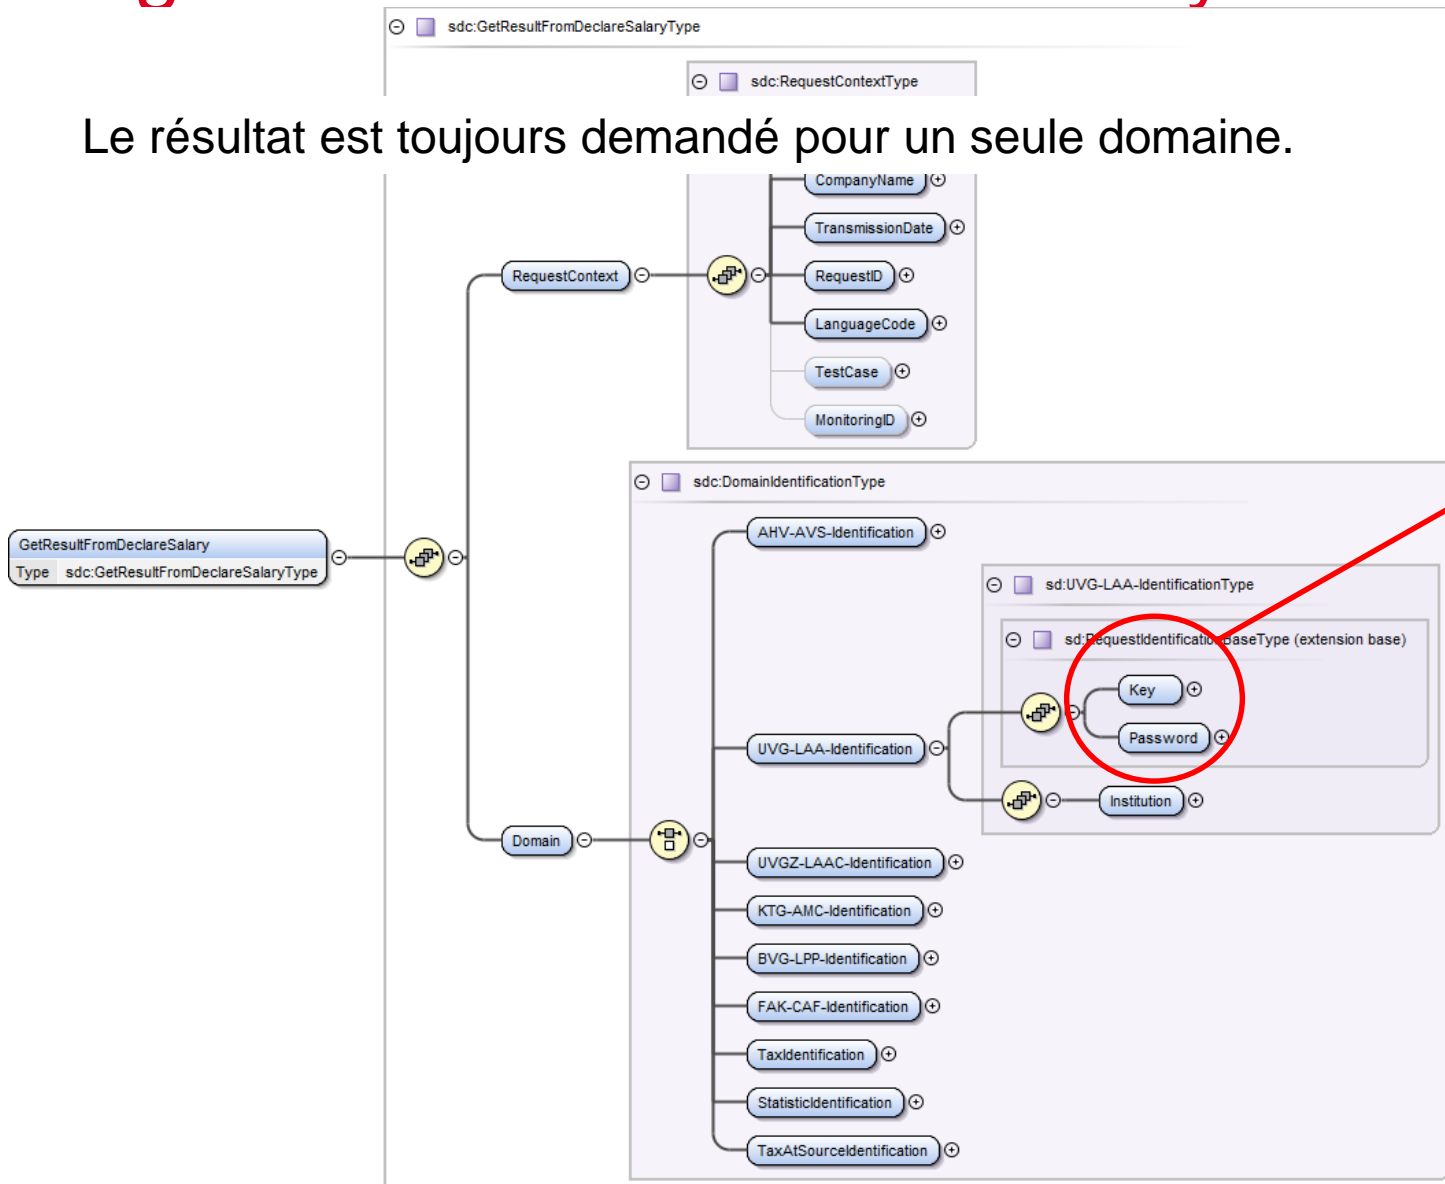 sdc:GetResultFromDeclareSalaryType
sdc:RequestContextType
Le résultat est toujours demandé pour un seule domaine.
CompanyName
TransmissionDate
RequestContext
RequestID
LanguageCode
TestCase
MonitoringID
sdc:DomainIdentificationType
AHV-AVS-Identification
GetResultFromDeclareSalary
Type sdc:GetResultFromDeclareSalaryType
sd:UVG-LAA-IdentificationType
sd:RequestIdentificationBaseType (extension base)
Key
Password
UVG-LAA-Identification
Institution
Domain
UVGZ-LAAC-Identification
KTG-AMC-Identification
BVG-LPP-Identification
FAK-CAF-Identification
TaxIdentification
StatisticIdentification
TaxAtSourceIdentification